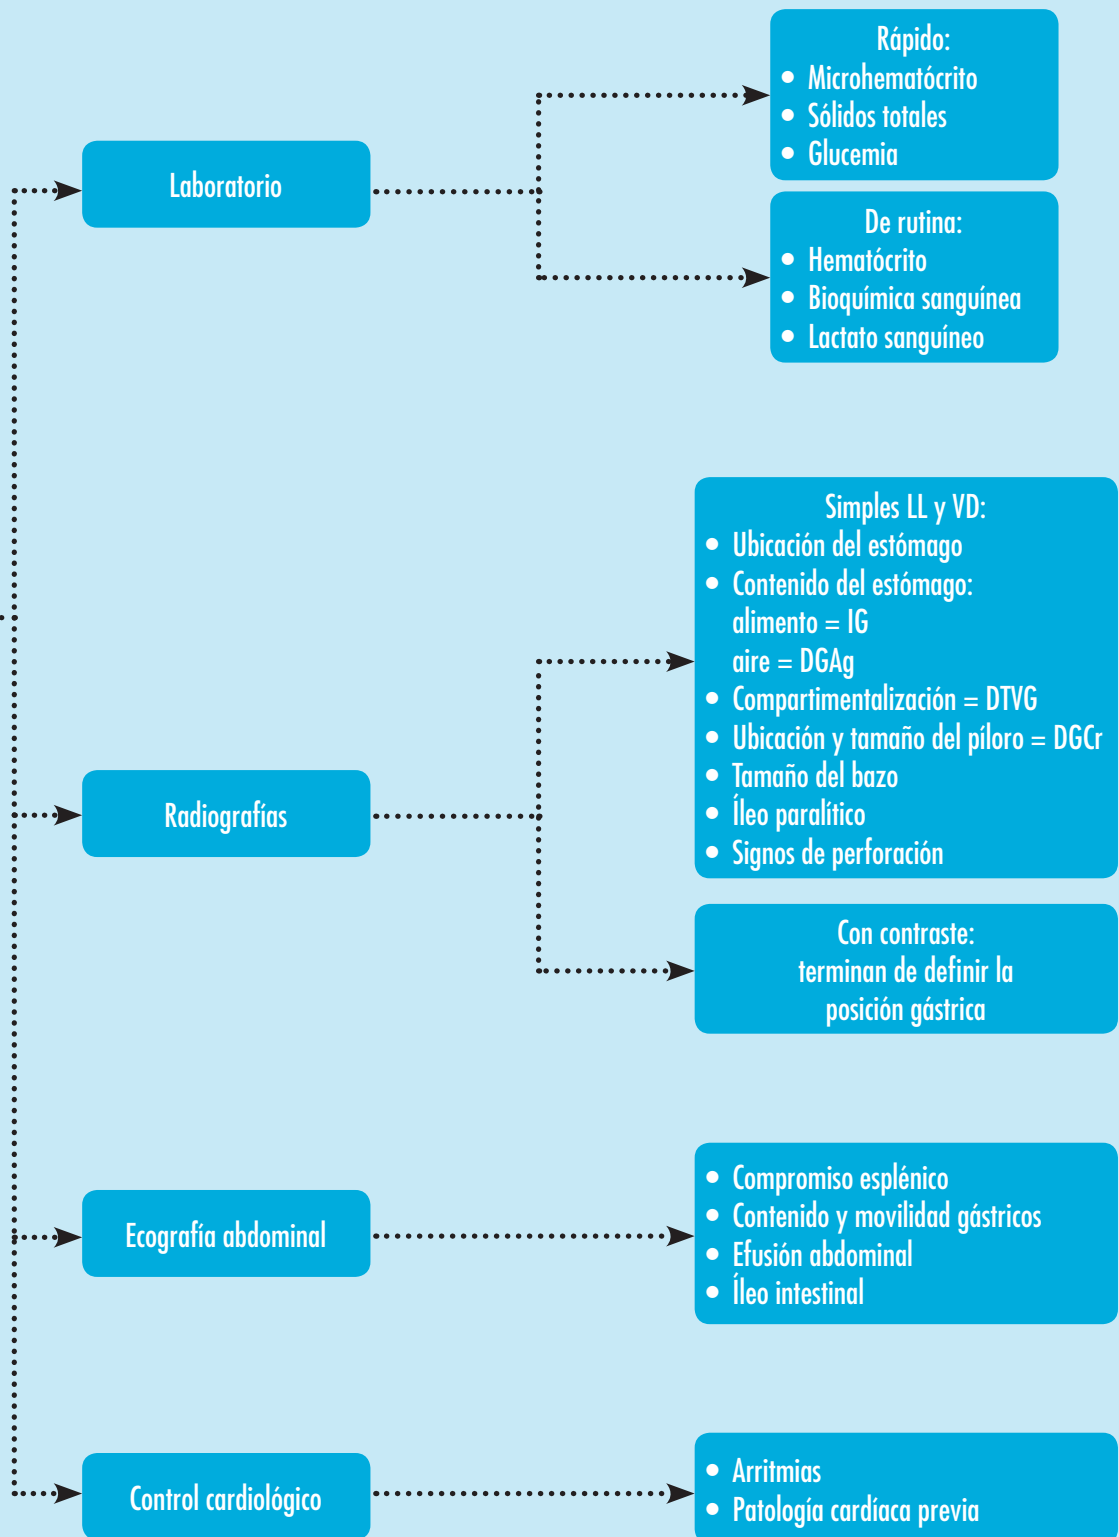 Laboratorio
Rápido:
• Microhematócrito
• Sólidos totales
• Glucemia
De rutina:
• Hematócrito
• Bioquímica sanguínea
• Lactato sanguíneo
Radiografías
Simples LL y VD:
• Ubicación del estómago
• Contenido del estómago:
alimento = IG
aire = DGAg
• Compartimentalización = DTVG
• Ubicación y tamaño del píloro = DGCr
• Tamaño del bazo
• Íleo paralítico
• Signos de perforación
Con contraste:
terminan de definir la
posición gástrica
Ecografía abdominal
• Compromiso esplénico
• Contenido y movilidad gástricos
• Efusión abdominal
• Íleo intestinal
Control cardiológico
• Arritmias
• Patología cardíaca previa